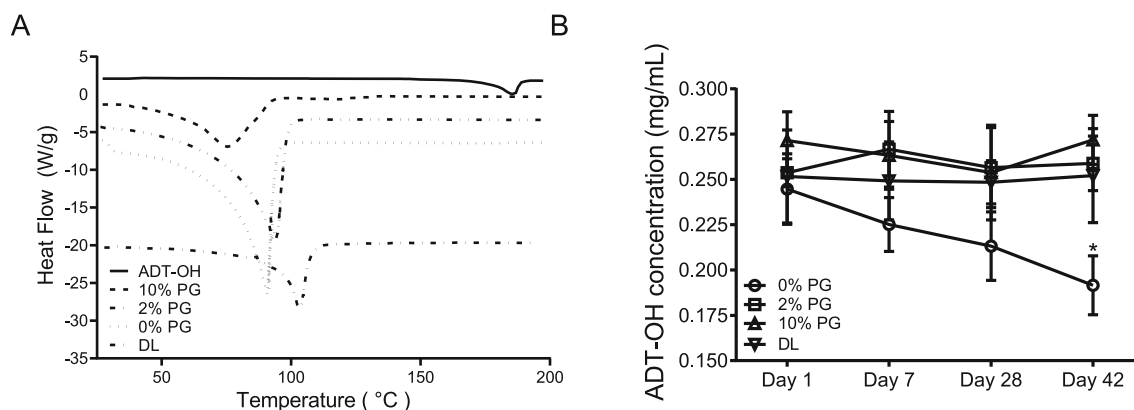 A
Heat Flow (W/g)
5
0
-5
-10
-15
-20
-25
-30
-35
ADT-OH
10% PG
2% PG
0% PG
DL
50
100
150
200
Temperature ( °C )
B
ADT-OH concentration (mg/mL)
0.300
0.275
0.250
0.225
0.200
0.175
0.150
*
0% PG
2% PG
10% PG
DL
Day 1
Day 7
Day 28
Day 42